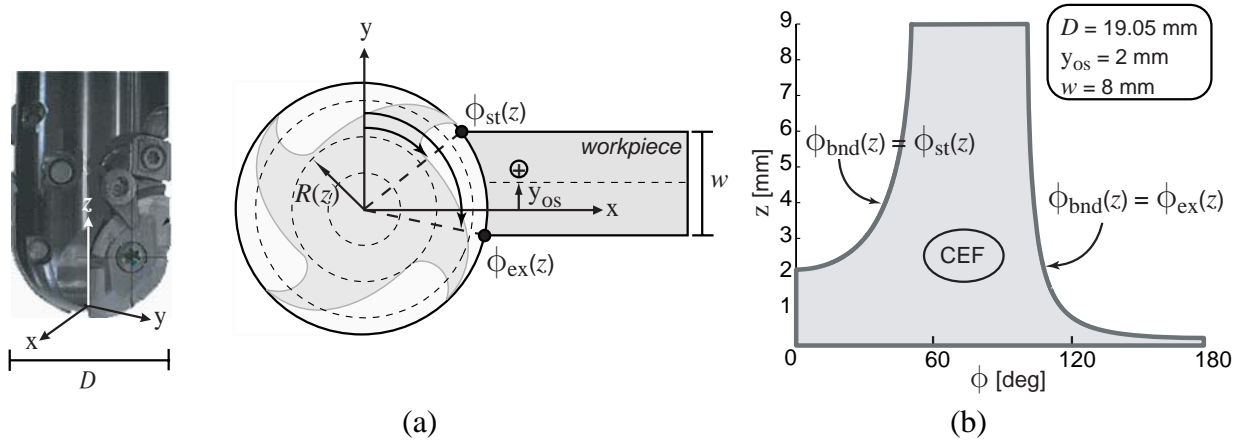 z
x
y
D
y
ϕst(z)
workpiece
w
R(z)
yos
x
ϕex(z)
(a)
D = 19.05 mm
yos = 2 mm
w = 8 mm
z [mm]
9
8
7
6
5
4
3
2
1
ϕbnd(z) = ϕst(z)
ϕbnd(z) = ϕex(z)
CEF
0
60
120
180
ϕ [deg]
(b)